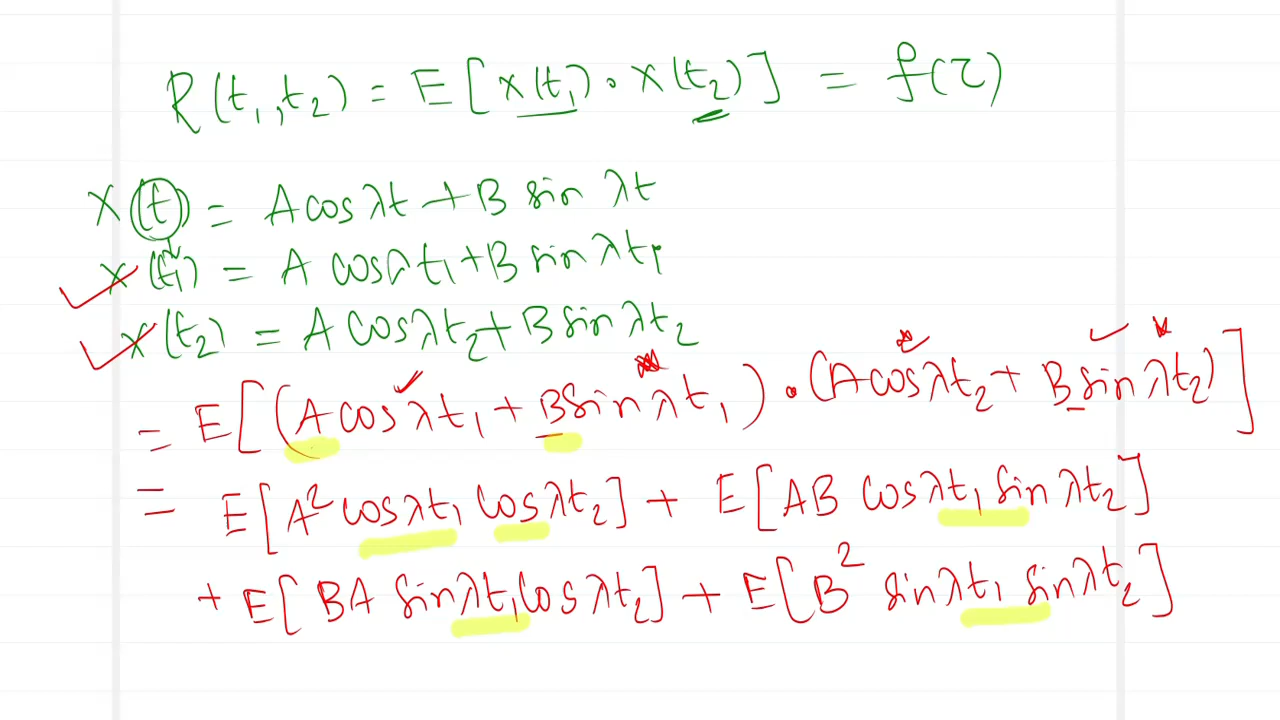 R(t₁,t₂) = E[X(t₁)·X(t₂)] = f(τ)
X(t) = A cos λt + B sin λt
X(t₁) = A cos λt₁ + B sin λt₁
X(t₂) = A cos λt₂ + B sin λt₂
= E[(A cos λt₁ + B sin λt₁)·(A cos λt₂ + B sin λt₂)]
= E[A² cos λt₁ cos λt₂] + E[AB cos λt₁ sin λt₂]
+ E[BA sin λt₁ cos λt₂] + E[B² sin λt₁ sin λt₂]